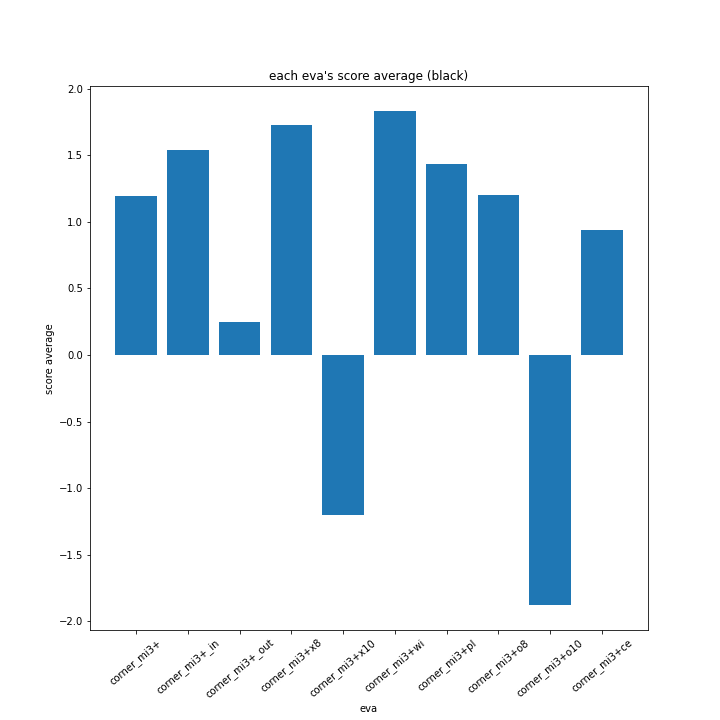 each eva's score average (black)
2.0
1.5
1.0
0.5
0.0
−0.5
−1.0
−1.5
−2.0
score average
corner_mi3+
corner_mi3+_in
corner_mi3+_out
corner_mi3+x8
corner_mi3+x10
corner_mi3+wi
corner_mi3+pl
corner_mi3+o8
corner_mi3+o10
corner_mi3+ce
eva